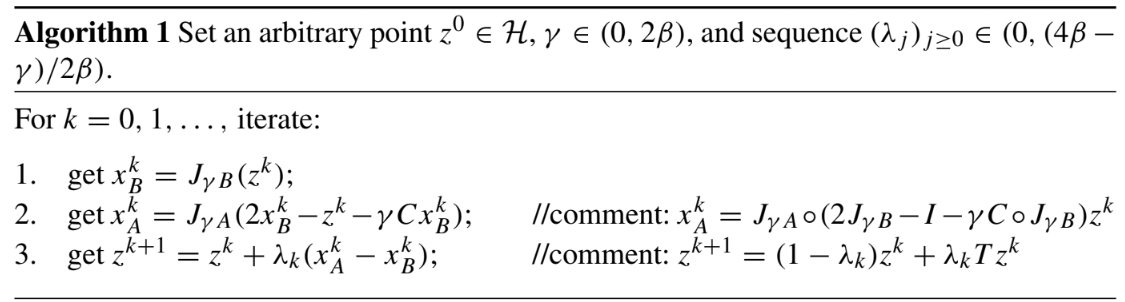 Algorithm 1 Set an arbitrary point z⁰ ∈ ℋ, γ ∈ (0, 2β), and sequence (λ_j)_{j≥0} ∈ (0, (4β −
γ)/2β).
For k = 0, 1, . . . , iterate:
1. get x_B^k = J_{γB}(z^k);
2. get x_A^k = J_{γA}(2x_B^k − z^k − γCx_B^k); //comment: x_A^k = J_{γA} ∘ (2J_{γB} − I − γC ∘ J_{γB})z^k
3. get z^{k+1} = z^k + λ_k(x_A^k − x_B^k); //comment: z^{k+1} = (1 − λ_k)z^k + λ_kTz^k